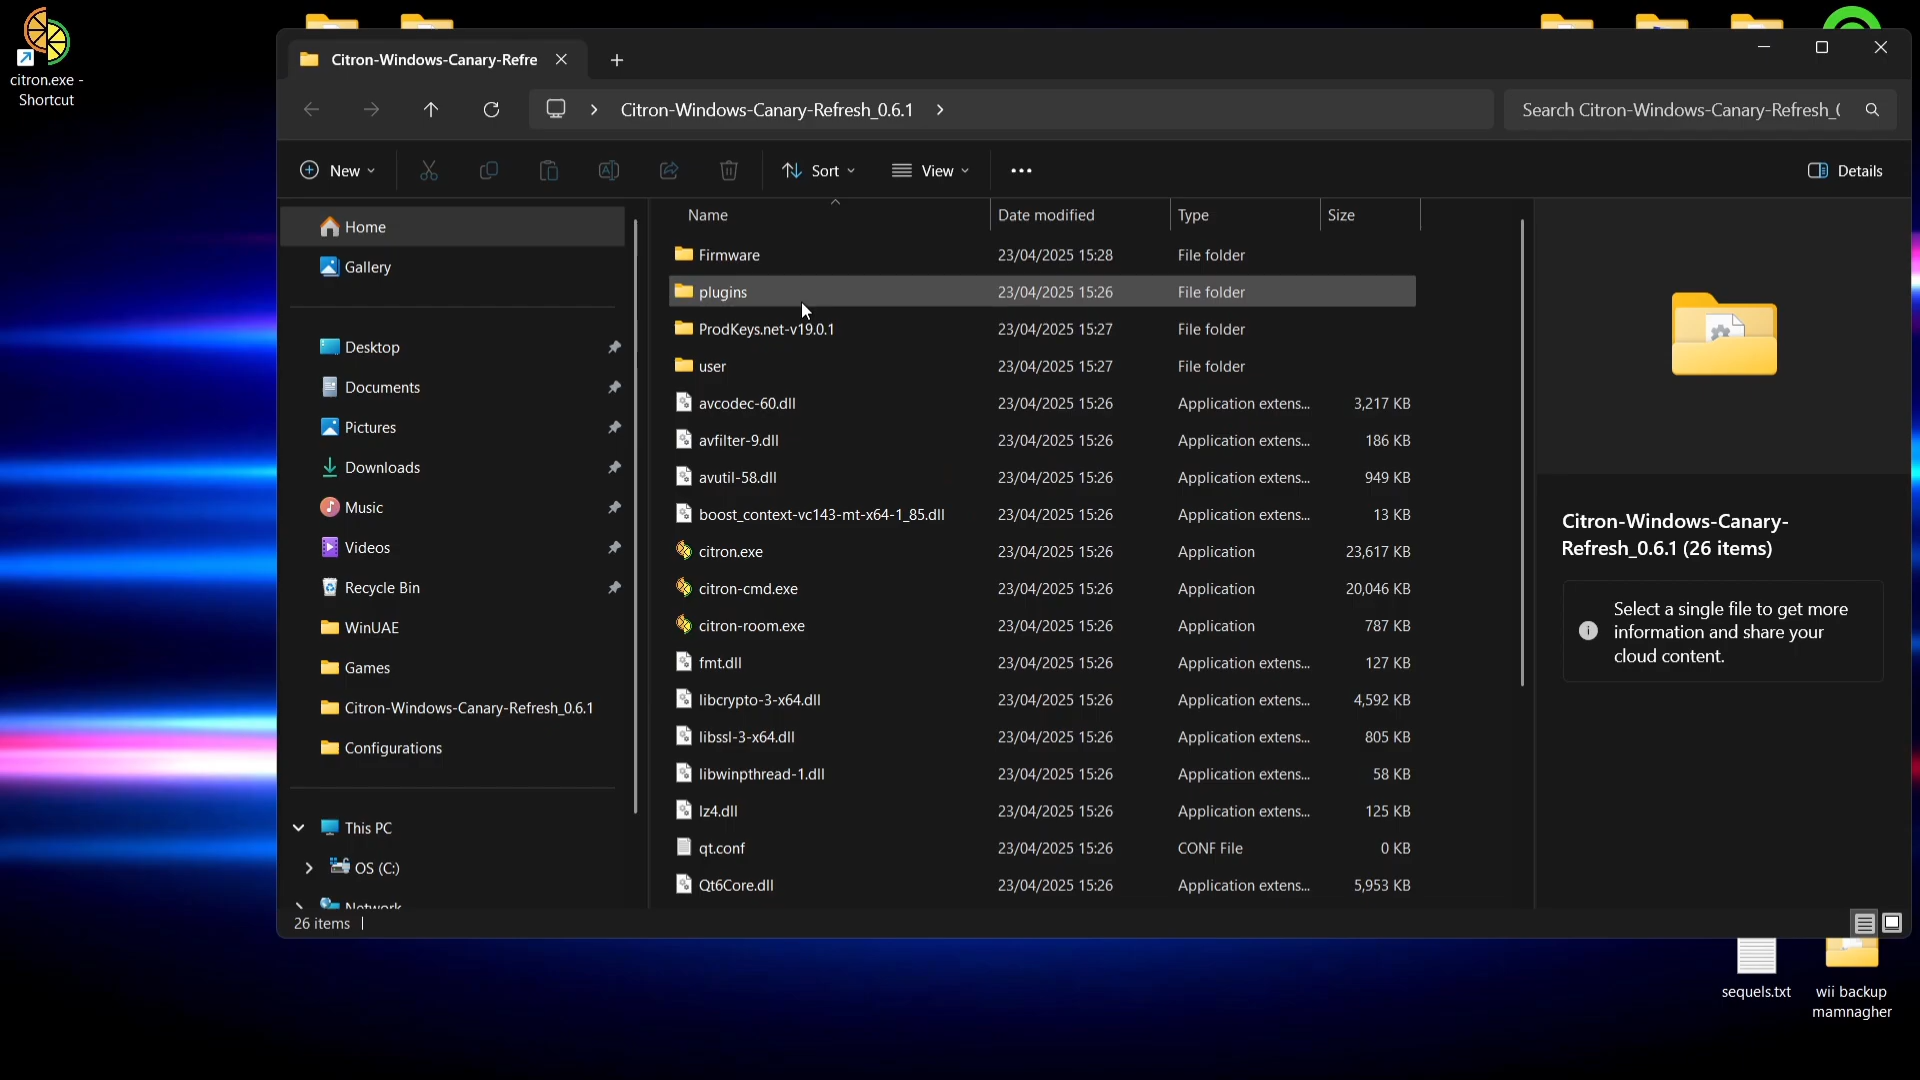 citron.exe -
Shortcut
Citron-Windows-Canary-Refre
Citron-Windows-Canary-Refresh_0.6.1
Search Citron-Windows-Canary-Refresh_(
New
Sort
View
Details
Home
Gallery
Desktop
Documents
Pictures
Downloads
Music
Videos
Recycle Bin
WinUAE
Games
Citron-Windows-Canary-Refresh_0.6.1
Configurations
This PC
OS (C:)
Network
Name Date modified Type Size
Firmware 23/04/2025 15:28 File folder
plugins 23/04/2025 15:26 File folder
ProdKeys.net-v19.0.1 23/04/2025 15:27 File folder
user 23/04/2025 15:27 File folder
avcodec-60.dll 23/04/2025 15:26 Application extens... 3,217 KB
avfilter-9.dll 23/04/2025 15:26 Application extens... 186 KB
avutil-58.dll 23/04/2025 15:26 Application extens... 949 KB
boost_context-vc143-mt-x64-1_85.dll 23/04/2025 15:26 Application extens... 13 KB
citron.exe 23/04/2025 15:26 Application 23,617 KB
citron-cmd.exe 23/04/2025 15:26 Application 20,046 KB
citron-room.exe 23/04/2025 15:26 Application 787 KB
fmt.dll 23/04/2025 15:26 Application extens... 127 KB
libcrypto-3-x64.dll 23/04/2025 15:26 Application extens... 4,592 KB
libssl-3-x64.dll 23/04/2025 15:26 Application extens... 805 KB
libwinpthread-1.dll 23/04/2025 15:26 Application extens... 58 KB
lz4.dll 23/04/2025 15:26 Application extens... 125 KB
qt.conf 23/04/2025 15:26 CONF File 0 KB
Qt6Core.dll 23/04/2025 15:26 Application extens... 5,953 KB
Citron-Windows-Canary-
Refresh_0.6.1 (26 items)
Select a single file to get more
information and share your
cloud content.
26 items
sequels.txt
wii backup
mamnagher